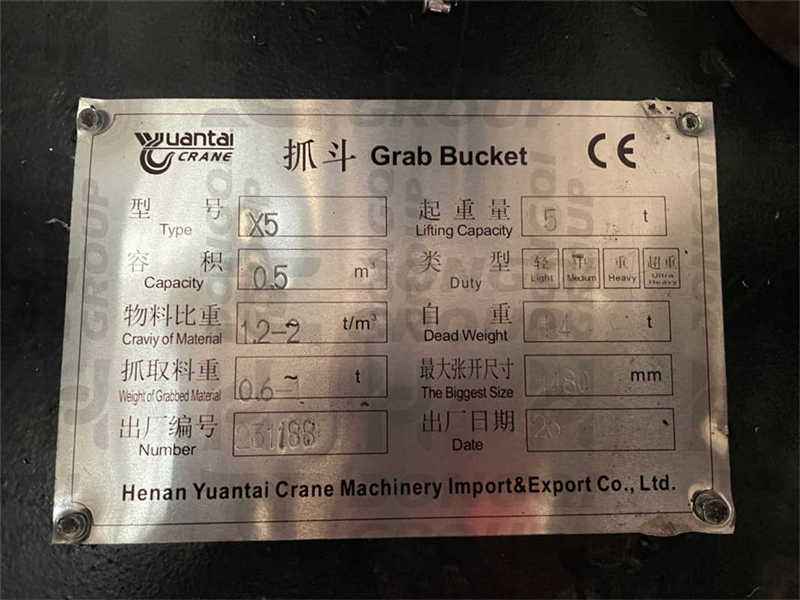 Yuantai
CRANE
抓斗 Grab Bucket
CE
型号 X5
Type
起重量 5 t
Lifting Capacity
容积 0.5 m³
Capacity
类型 轻 中 重 超重
Duty Light Medium Heavy Ultra Heavy
物料比重 1.2~2 t/m³
Craviy of Material
自重 t
Dead Weight
抓取料重 0.6~ t
Weight of Grabbed Material
最大张开尺寸 mm
The Biggest Size
出厂编号 231188
Number
出厂日期
Date
Henan Yuantai Crane Machinery Import&Export Co., Ltd.